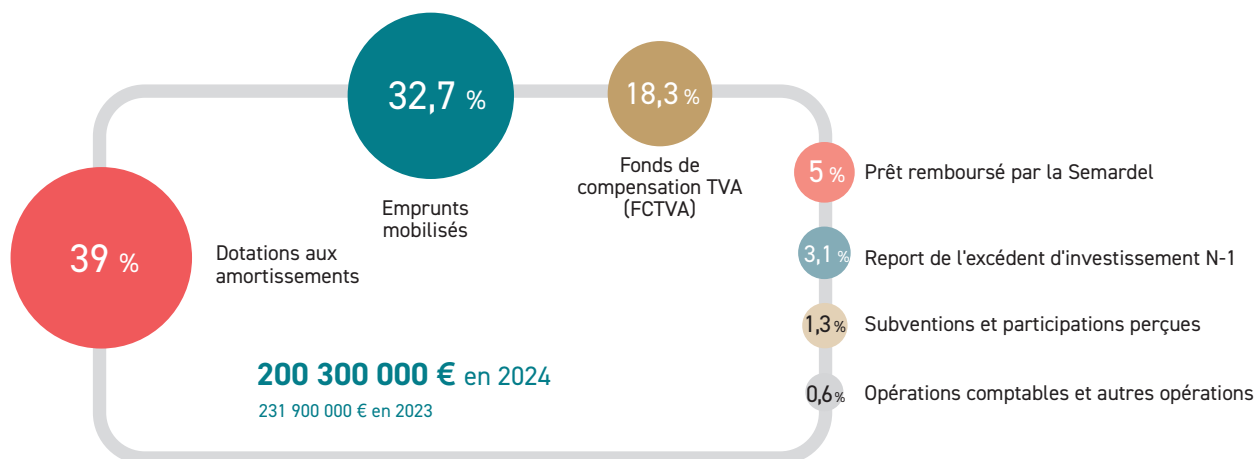 39 %
Dotations aux
amortissements
32,7 %
Emprunts
mobilisés
18,3 %
Fonds de
compensation TVA
(FCTVA)
5 % Prêt remboursé par la Semardel
3,1 % Report de l'excédent d'investissement N-1
1,3 % Subventions et participations perçues
0,6 % Opérations comptables et autres opérations
200 300 000 € en 2024
231 900 000 € en 2023